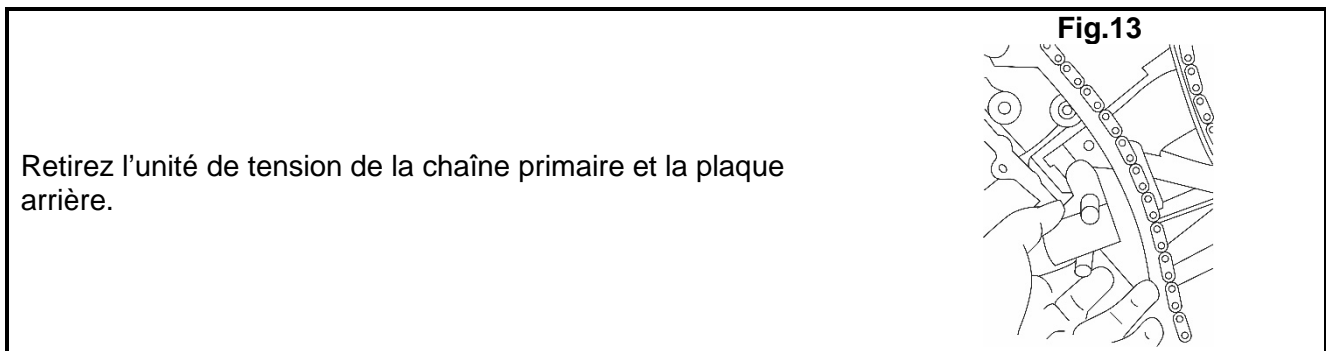 Fig.13
Retirez l’unité de tension de la chaîne primaire et la plaque
arrière.